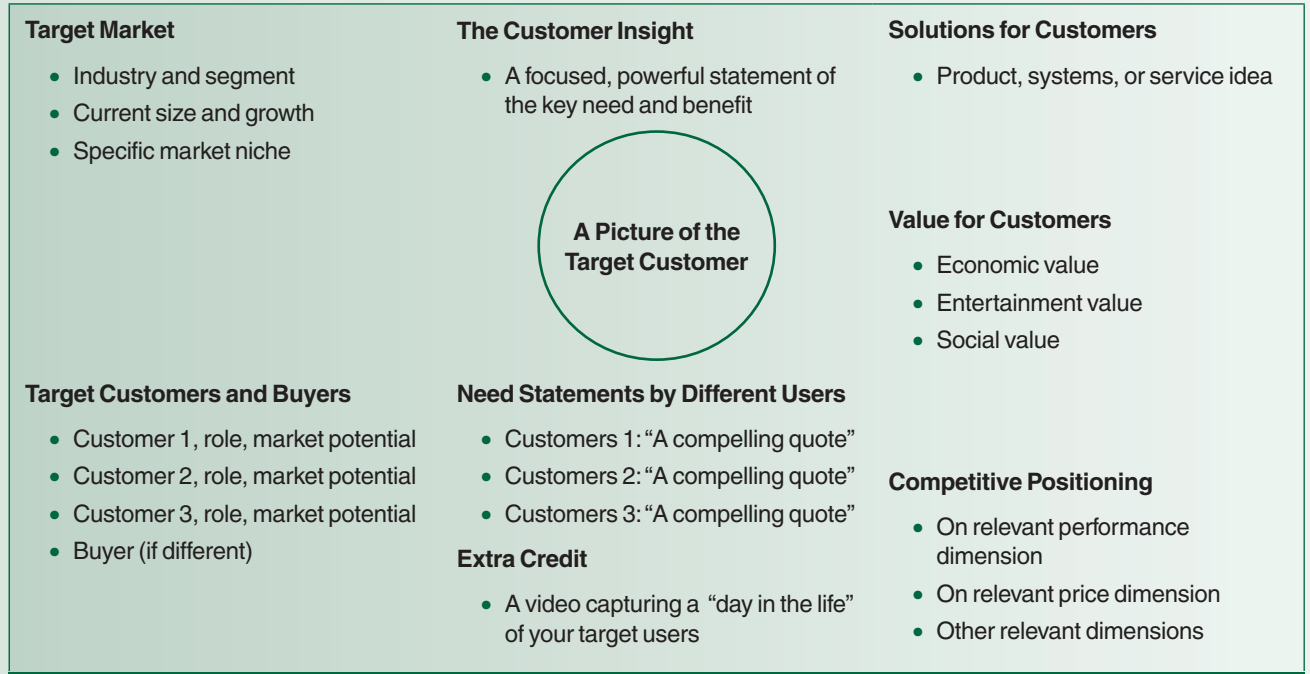 Target Market
• Industry and segment
• Current size and growth
• Specific market niche
Target Customers and Buyers
• Customer 1, role, market potential
• Customer 2, role, market potential
• Customer 3, role, market potential
• Buyer (if different)
The Customer Insight
• A focused, powerful statement of
the key need and benefit
A Picture of the
Target Customer
Need Statements by Different Users
• Customers 1: “A compelling quote”
• Customers 2: “A compelling quote”
• Customers 3: “A compelling quote”
Extra Credit
• A video capturing a “day in the life”
of your target users
Solutions for Customers
• Product, systems, or service idea
Value for Customers
• Economic value
• Entertainment value
• Social value
Competitive Positioning
• On relevant performance
dimension
• On relevant price dimension
• Other relevant dimensions